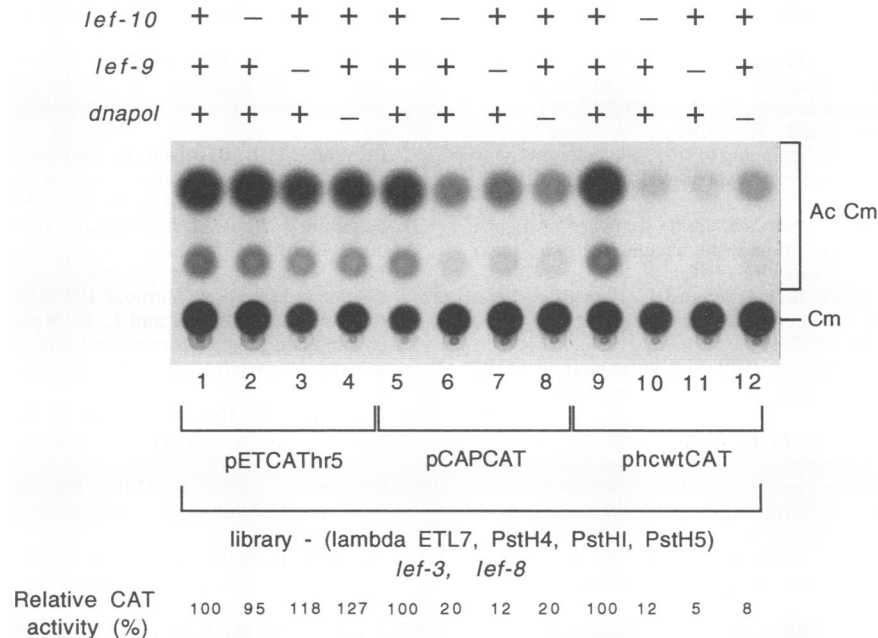 lef-10 + – + + + – + + + – + +
lef-9 + + – + + + – + + + – +
dnapol + + + – + + + – + + + –
Ac Cm
Cm
1 2 3 4 5 6 7 8 9 10 11 12
pETCAThr5 pCAPCAT phcwtCAT
library - (lambda ETL7, PstH4, PstHI, PstH5)
lef-3, lef-8
Relative CAT activity (%) 100 95 118 127 100 20 12 20 100 12 5 8